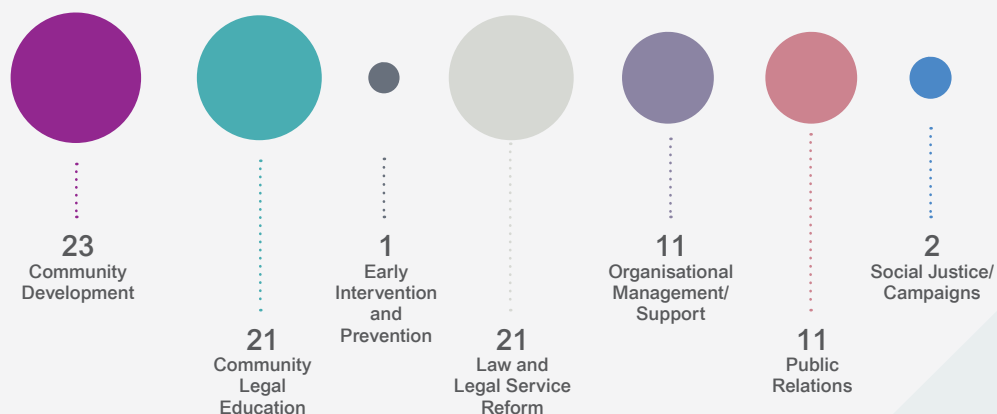 23
Community
Development
21
Community
Legal
Education
1
Early
Intervention
and
Prevention
21
Law and
Legal Service
Reform
11
Organisational
Management/
Support
11
Public
Relations
2
Social Justice/
Campaigns